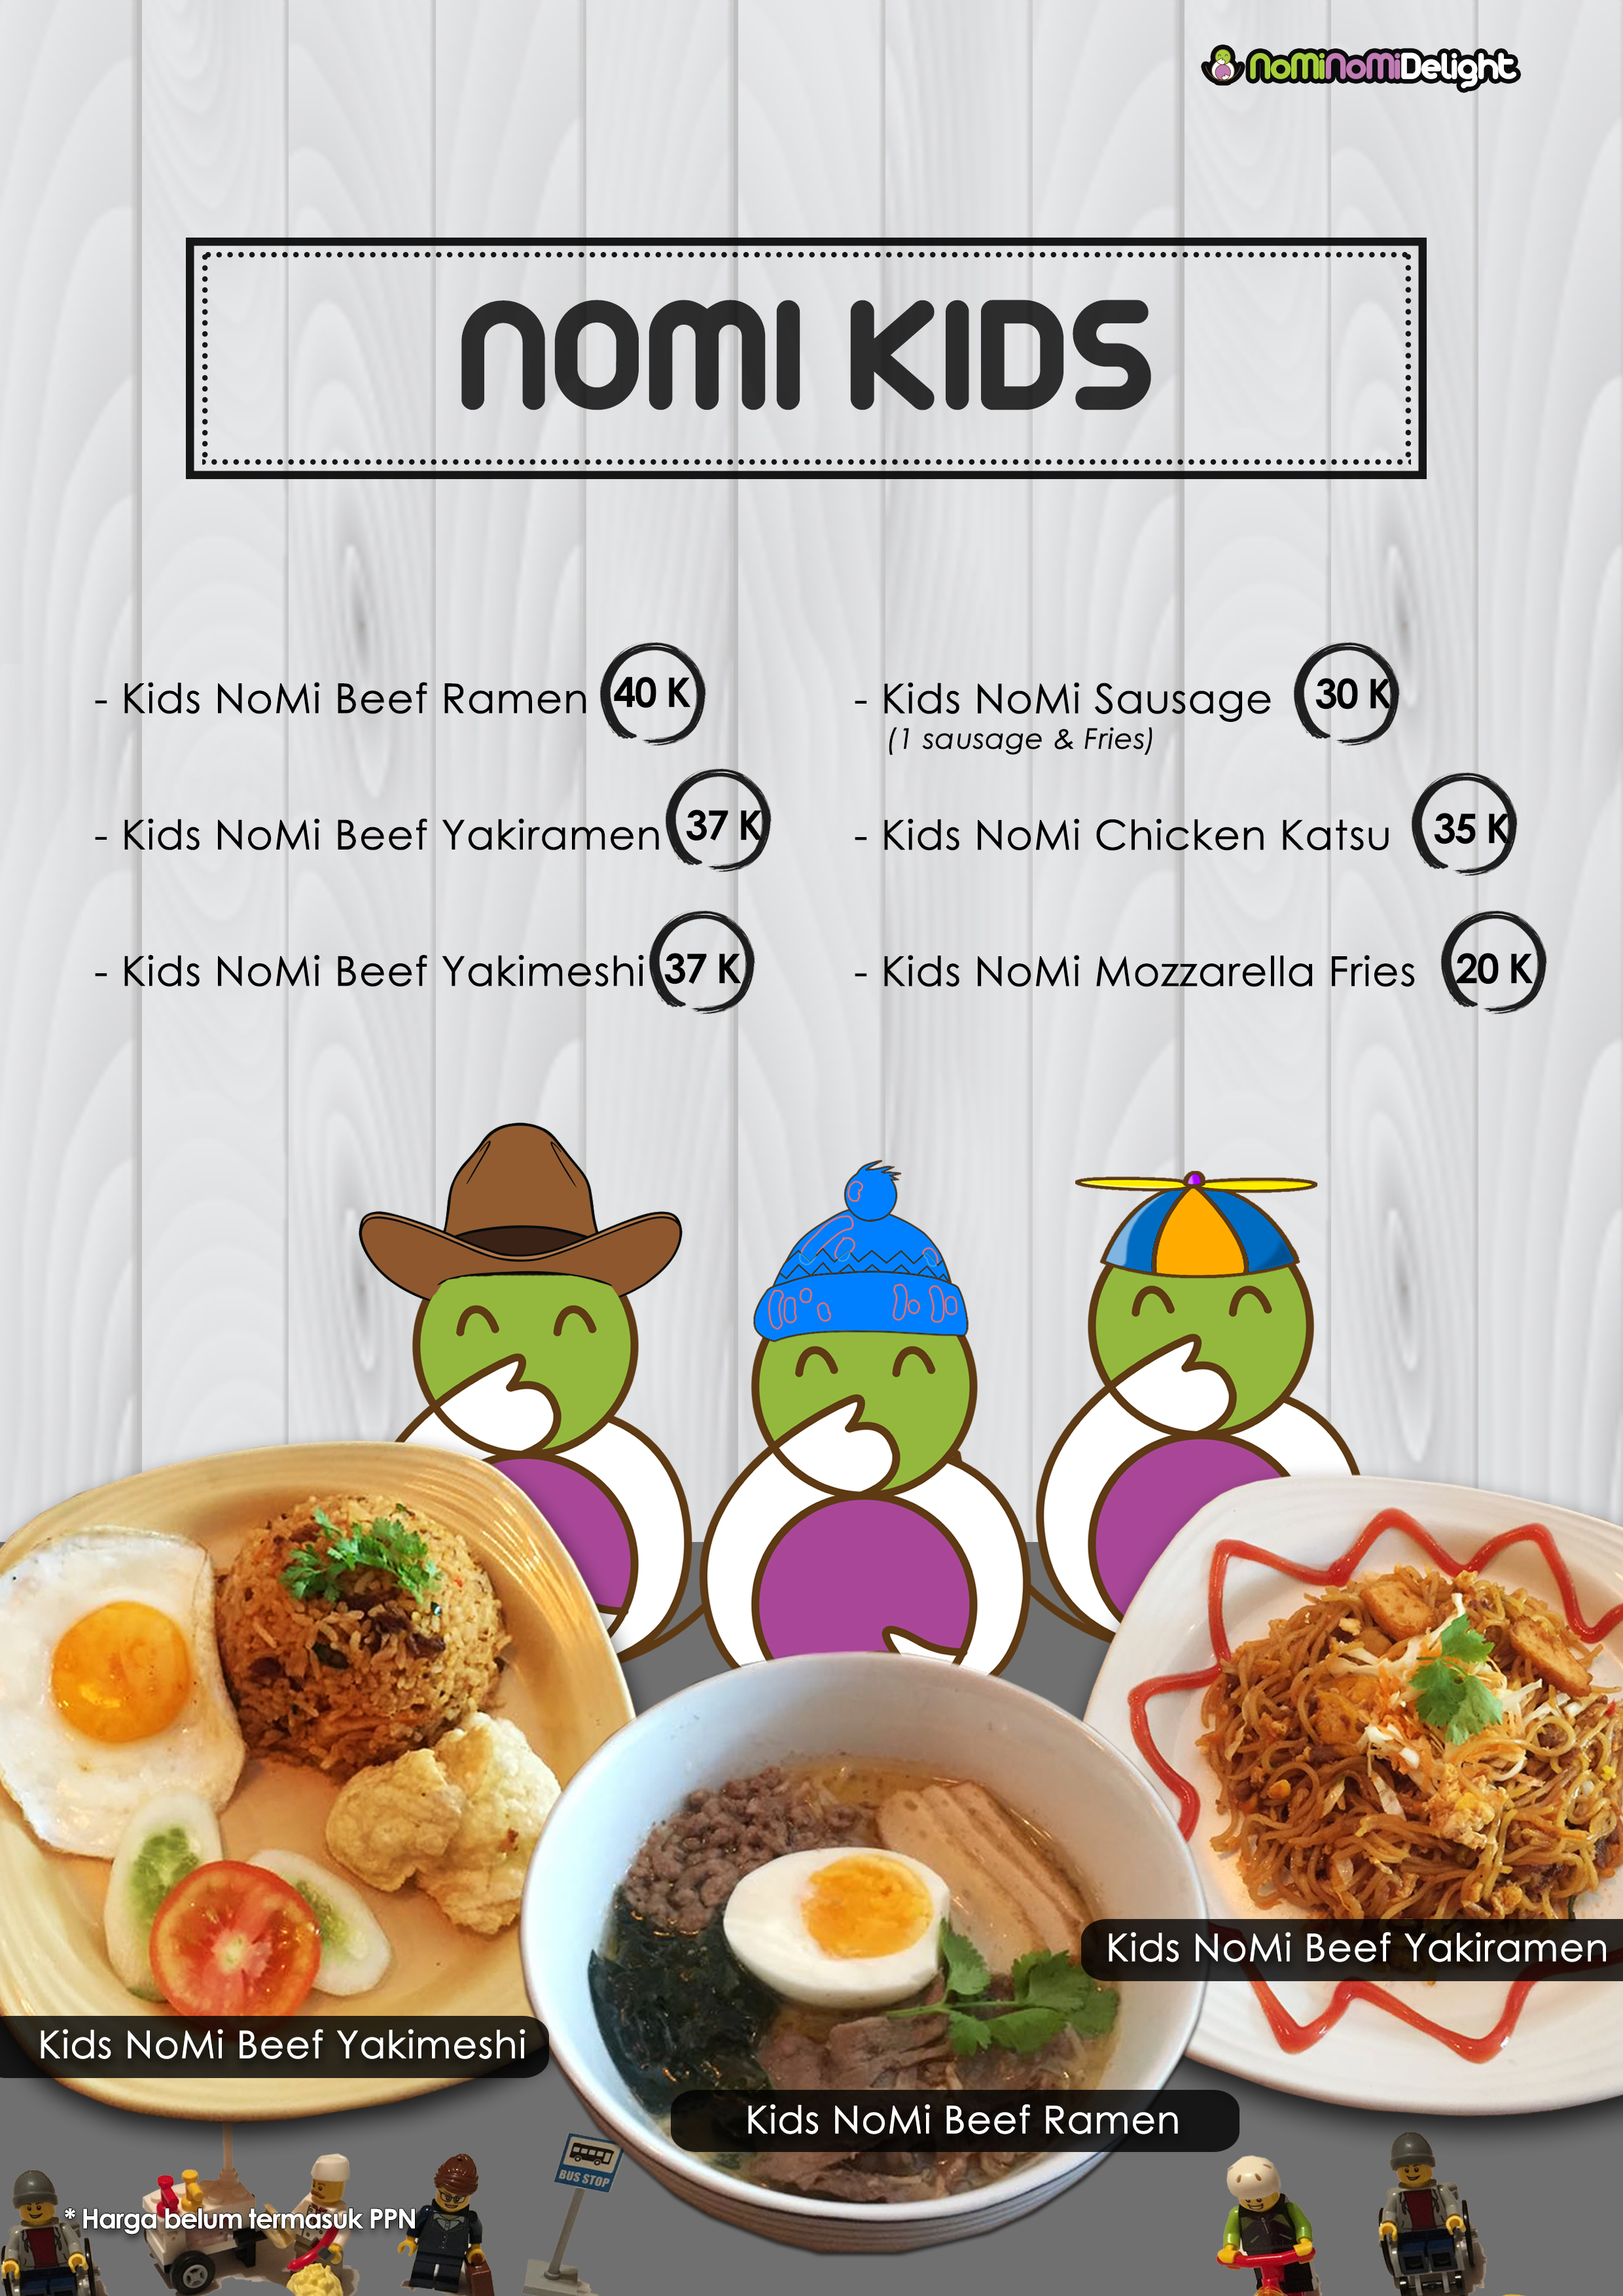 NoMiNoMiDelight
NOMI KIDS
- Kids NoMi Beef Ramen 40 K
- Kids NoMi Beef Yakiramen 37 K
- Kids NoMi Beef Yakimeshi 37 K
- Kids NoMi Sausage 30 K
(1 sausage & Fries)
- Kids NoMi Chicken Katsu 35 K
- Kids NoMi Mozzarella Fries 20 K
Kids NoMi Beef Yakiramen
Kids NoMi Beef Yakimeshi
Kids NoMi Beef Ramen
BUS STOP
* Harga belum termasuk PPN